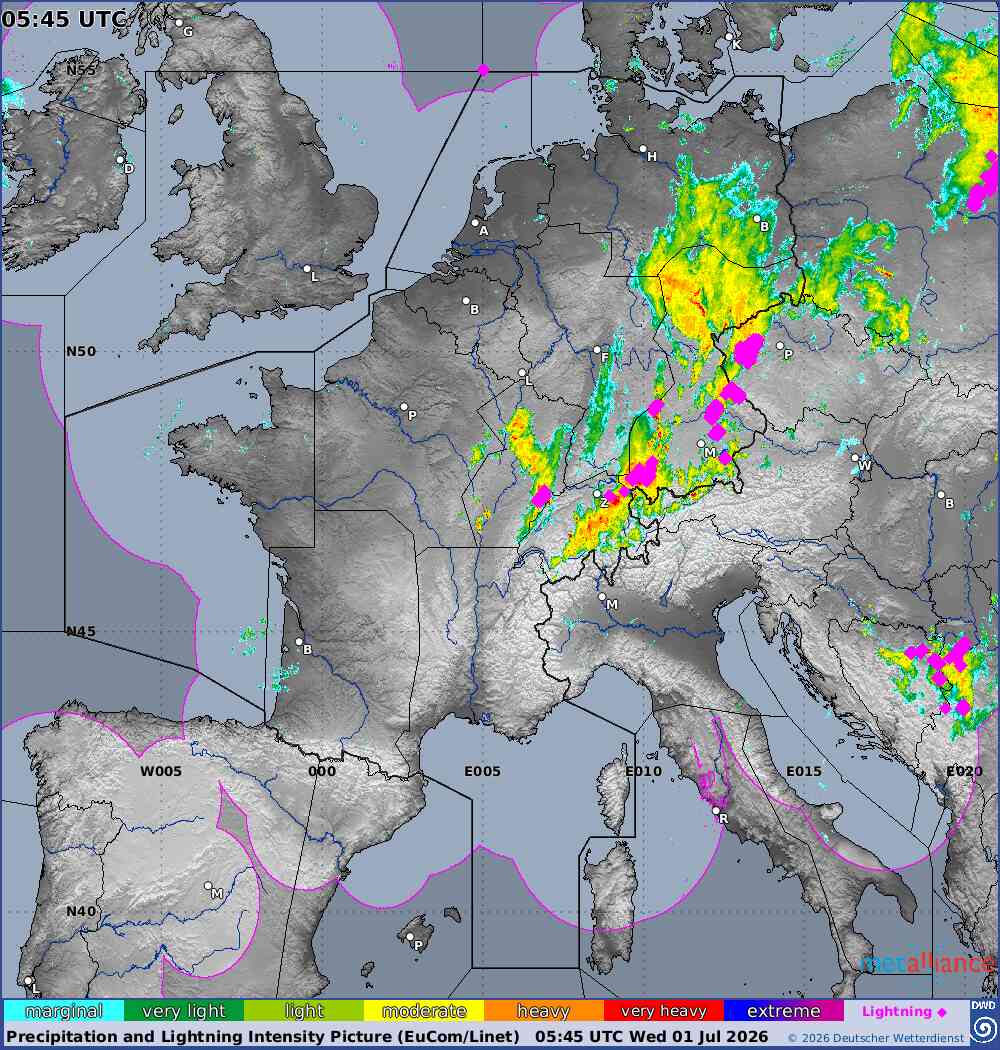 05:45 UTC
G
K
N55
D
H
A
B
L
B
N50
F
P
L
P
M
W
Z
B
M
N45
B
W005
000
E005
E010
E015
E020
R
M
N40
P
L
metalliance
marginal very light light moderate heavy very heavy extreme Lightning DWD
Precipitation and Lightning Intensity Picture (EuCom/Linet) 05:45 UTC Wed 01 Jul 2026 © 2026 Deutscher Wetterdienst